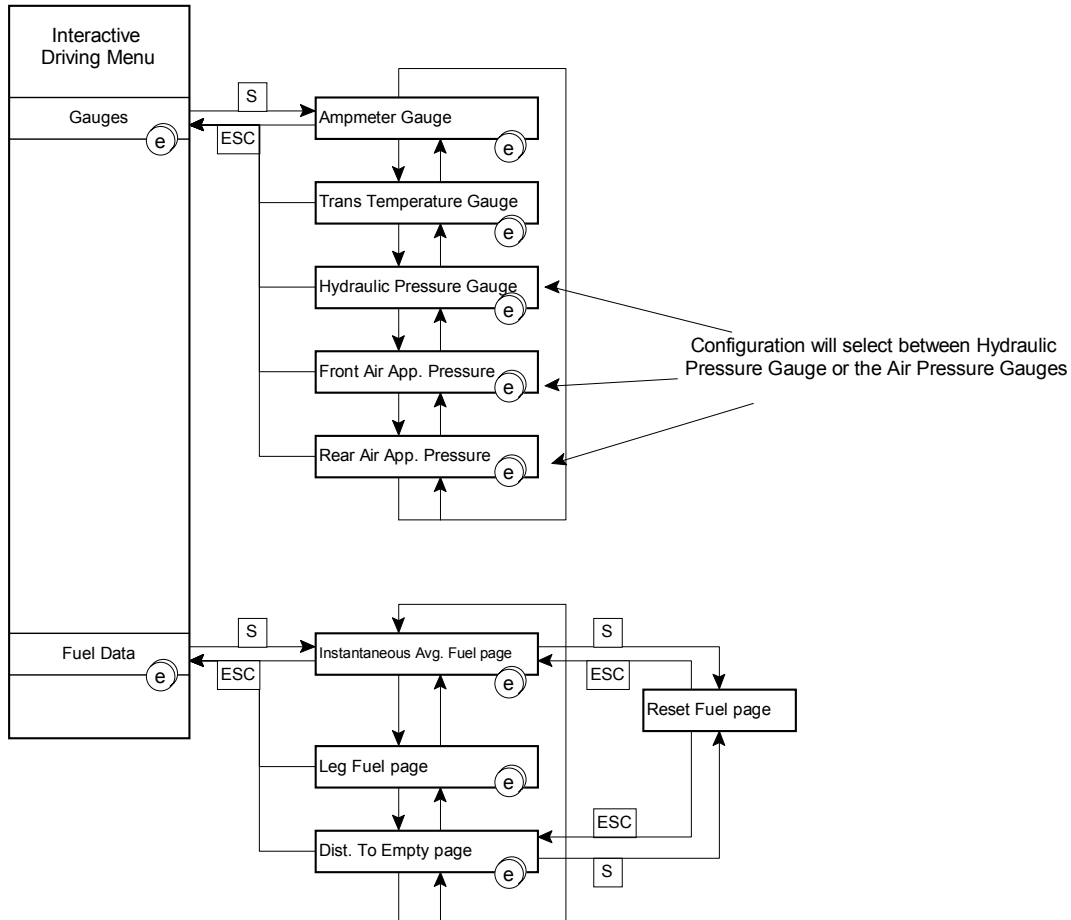 Interactive
Driving Menu
Gauges
e
S
ESC
Ampmeter Gauge
e
Trans Temperature Gauge
e
Hydraulic Pressure Gauge
e
Front Air App. Pressure
e
Rear Air App. Pressure
e
Configuration will select between Hydraulic
Pressure Gauge or the Air Pressure Gauges
Fuel Data
e
S
ESC
Instantaneous Avg. Fuel page
e
S
ESC
Reset Fuel page
Leg Fuel page
e
ESC
Dist. To Empty page
e
S